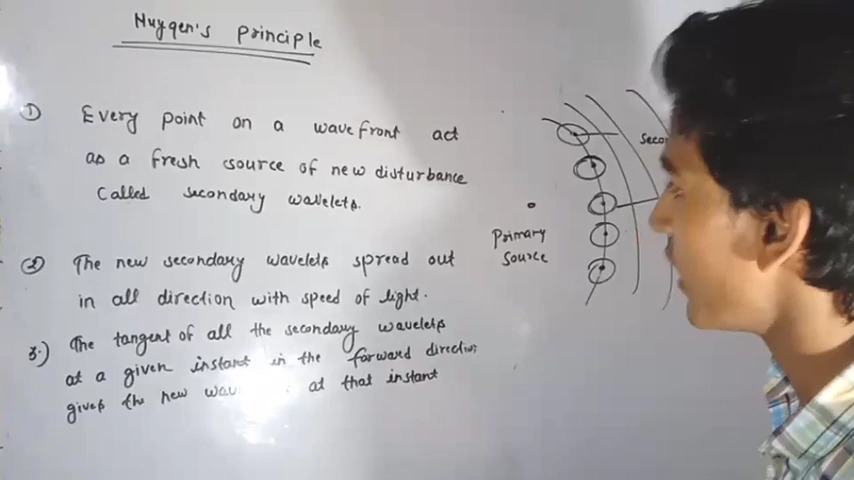 Huygen's principle
① Every point on a wavefront act
as a fresh source of new disturbance
Called secondary wavelets.
② The new secondary wavelets spread out
in all direction with speed of light.
3.) The tangent of all the secondary wavelets
at a given instant in the forward direction
gives the new at that instant
Primary
Source